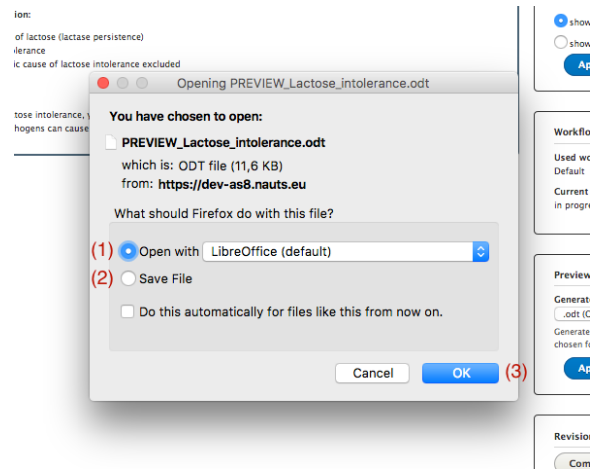 ion:
of lactose (lactase persistence)
lerance
ic cause of lactose intolerance excluded
tose intolerance,
hogens can cause
Opening PREVIEW_Lactose_intolerance.odt
You have chosen to open:
PREVIEW_Lactose_intolerance.odt
which is: ODT file (11,6 KB)
from: https://dev-as8.nauts.eu
What should Firefox do with this file?
(1) Open with LibreOffice (default)
(2) Save File
Do this automatically for files like this from now on.
Cancel OK (3)
show
show
Ap
Workflo
Used wo
Default
Current
in progre
Preview
Generat
.odt (O
Generate
chosen fo
Ap
Revision
Com